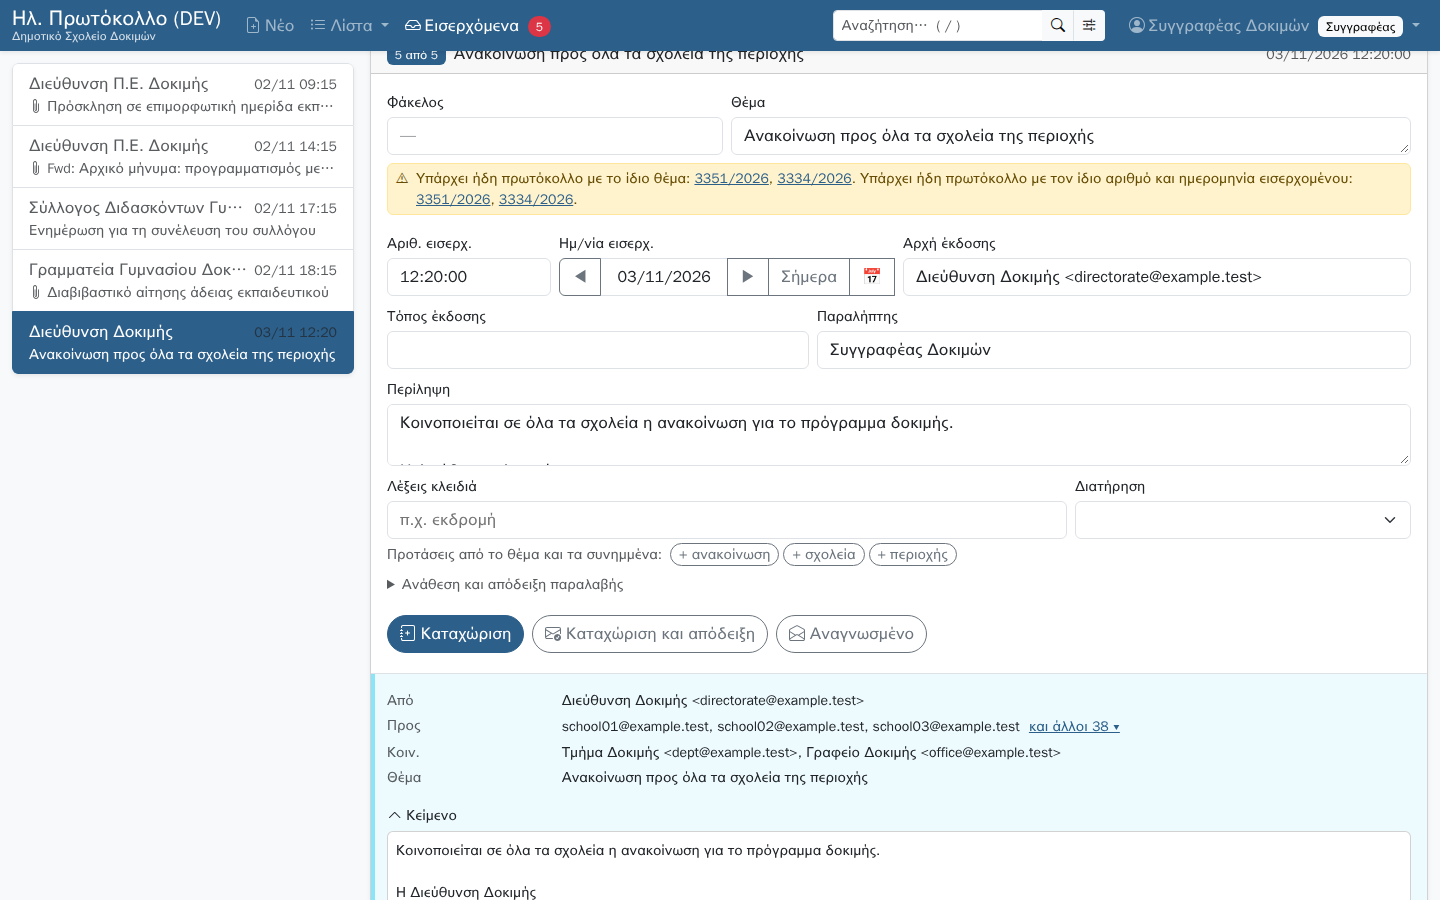 Ηλ. Πρωτόκολλο (DEV)
Δημοτικό Σχολείο Δοκιμών
Νέο
Λίστα
Εισερχόμενα 5
Αναζήτηση… ( / )
Συγγραφέας Δοκιμών Συγγραφέας
Διεύθυνση Π.Ε. Δοκιμής 02/11 09:15
Πρόσκληση σε επιμορφωτική ημερίδα εκπ…
Διεύθυνση Π.Ε. Δοκιμής 02/11 14:15
Fwd: Αρχικό μήνυμα: προγραμματισμός με…
Σύλλογος Διδασκόντων Γυ… 02/11 17:15
Ενημέρωση για τη συνέλευση του συλλόγου
Γραμματεία Γυμνασίου Δοκ… 02/11 18:15
Διαβιβαστικό αίτησης άδειας εκπαιδευτικού
Διεύθυνση Δοκιμής 03/11 12:20
Ανακοίνωση προς όλα τα σχολεία της περιοχής
5 από 5 Ανακοίνωση προς όλα τα σχολεία της περιοχής 03/11/2026 12:20:00
Φάκελος Θέμα
— Ανακοίνωση προς όλα τα σχολεία της περιοχής
⚠ Υπάρχει ήδη πρωτόκολλο με το ίδιο θέμα: 3351/2026, 3334/2026. Υπάρχει ήδη πρωτόκολλο με τον ίδιο αριθμό και ημερομηνία εισερχομένου:
3351/2026, 3334/2026.
Αριθ. εισερχ. Ημ/νία εισερχ. Αρχή έκδοσης
12:20:00 ◀ 03/11/2026 ▶ Σήμερα 📅 Διεύθυνση Δοκιμής <directorate@example.test>
Τόπος έκδοσης Παραλήπτης
Συγγραφέας Δοκιμών
Περίληψη
Κοινοποιείται σε όλα τα σχολεία η ανακοίνωση για το πρόγραμμα δοκιμής.
Λέξεις κλειδιά Διατήρηση
π.χ. εκδρομή
Προτάσεις από το θέμα και τα συνημμένα: + ανακοίνωση + σχολεία + περιοχής
▶ Ανάθεση και απόδειξη παραλαβής
Καταχώριση Καταχώριση και απόδειξη Αναγνωσμένο
Από Διεύθυνση Δοκιμής <directorate@example.test>
Προς school01@example.test, school02@example.test, school03@example.test και άλλοι 38 ▾
Κοιν. Τμήμα Δοκιμής <dept@example.test>, Γραφείο Δοκιμής <office@example.test>
Θέμα Ανακοίνωση προς όλα τα σχολεία της περιοχής
Κείμενο
Κοινοποιείται σε όλα τα σχολεία η ανακοίνωση για το πρόγραμμα δοκιμής.
Η Διεύθυνση Δοκιμής